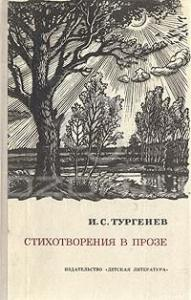 И. С. ТУРГЕНЕВ
СТИХОТВОРЕНИЯ В ПРОЗЕ
ИЗДАТЕЛЬСТВО «ДЕТСКАЯ ЛИТЕРАТУРА»